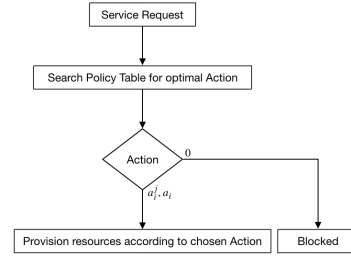 Service Request
Search Policy Table for optimal Action
Action
0
a_i^j, a_i
Provision resources according to chosen Action
Blocked